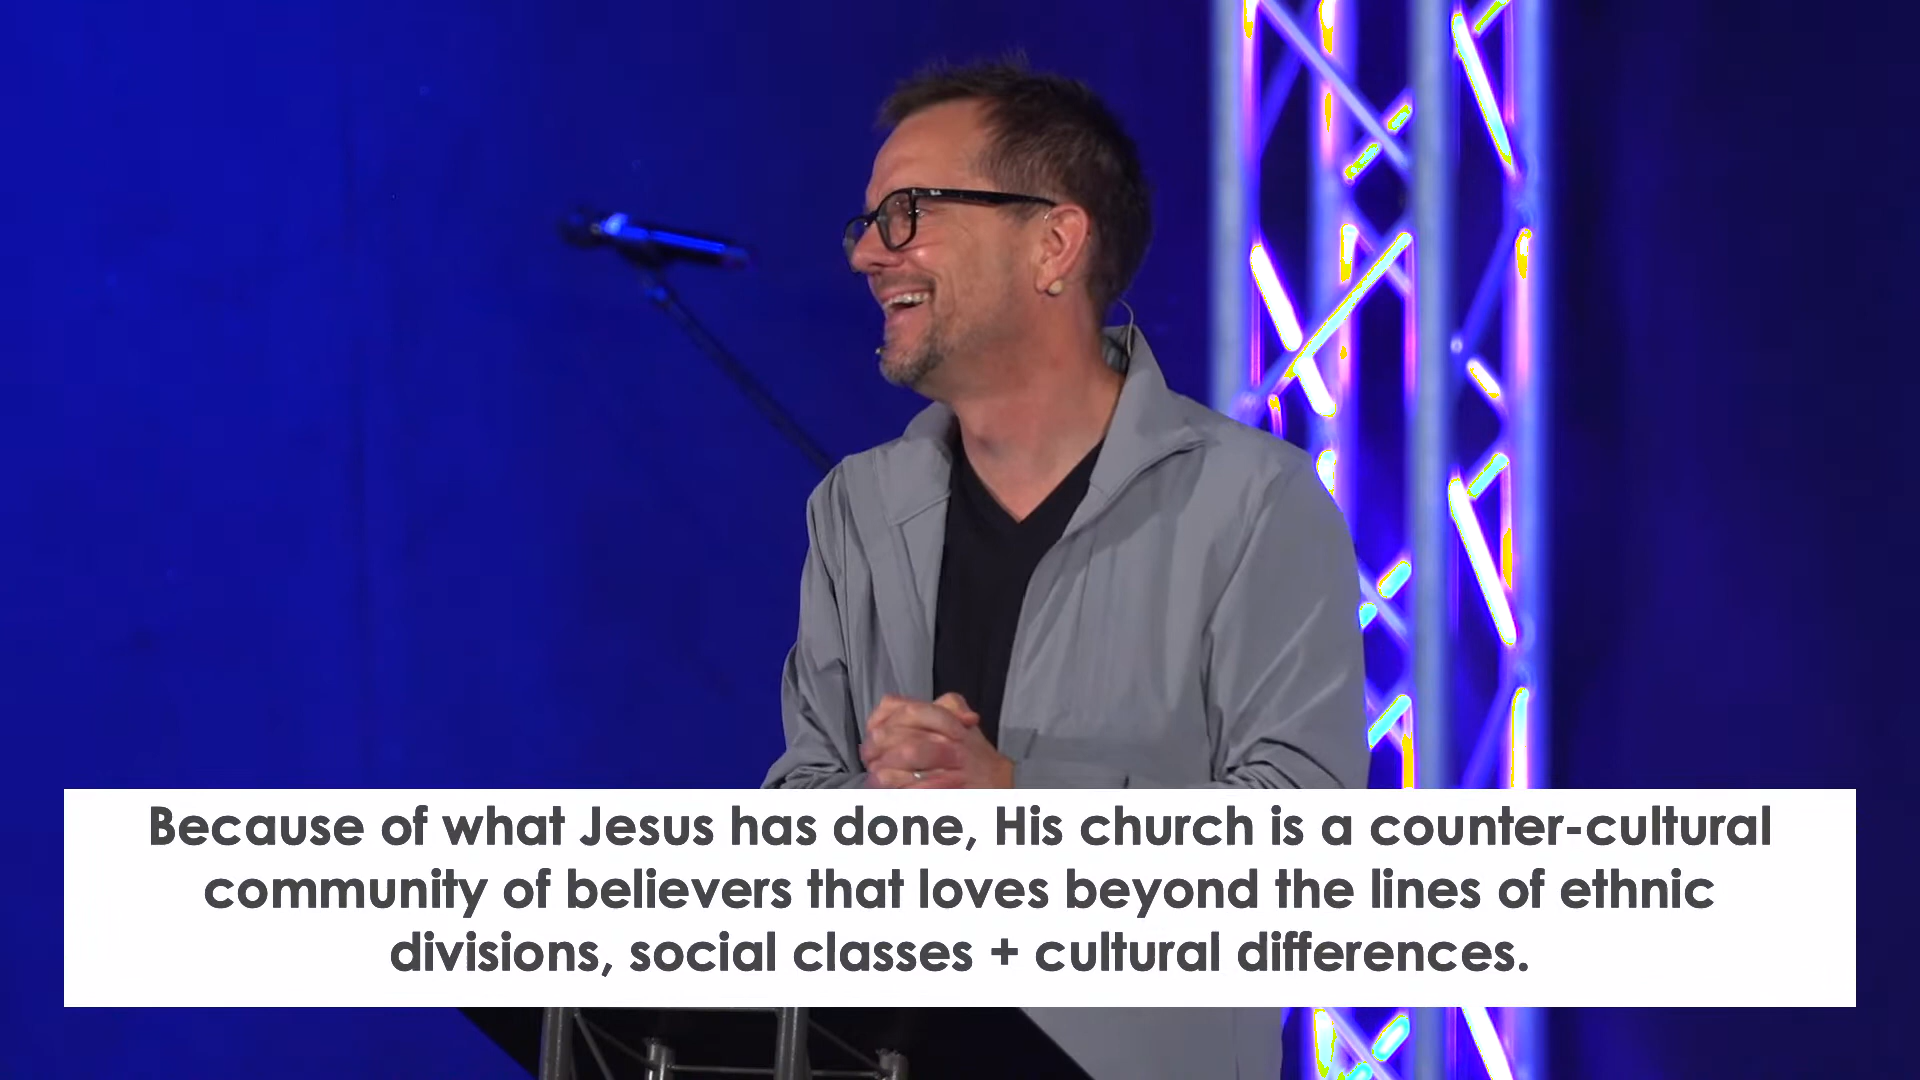 Because of what Jesus has done, His church is a counter-cultural
community of believers that loves beyond the lines of ethnic
divisions, social classes + cultural differences.